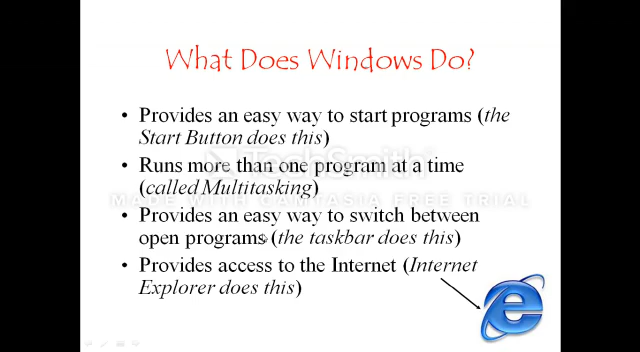 What Does Windows Do?
• Provides an easy way to start programs (the
Start Button does this)
• Runs more than one program at a time
(called Multitasking)
• Provides an easy way to switch between
open programs (the taskbar does this)
• Provides access to the Internet (Internet
Explorer does this)
TechSmith
MADE WITH CAMTASIA FREE TRIAL